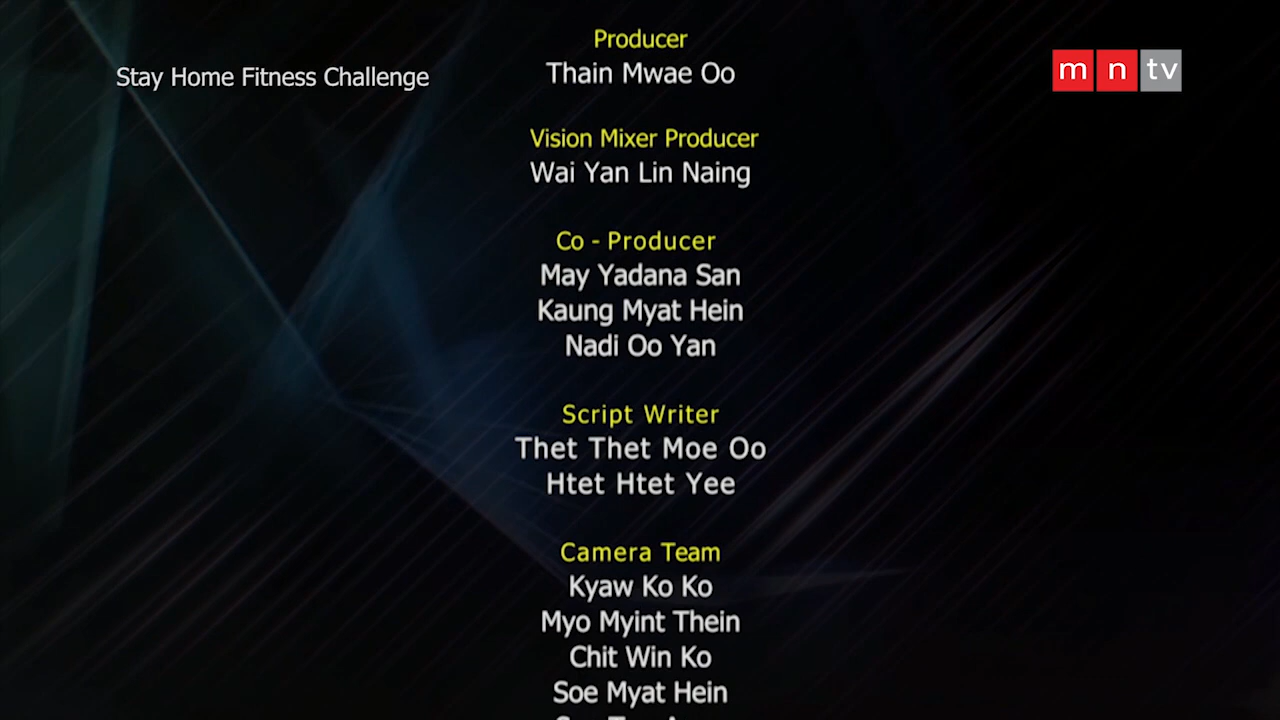 Producer
Thain Mwae Oo
Stay Home Fitness Challenge
mntv
Vision Mixer Producer
Wai Yan Lin Naing
Co - Producer
May Yadana San
Kaung Myat Hein
Nadi Oo Yan
Script Writer
Thet Thet Moe Oo
Htet Htet Yee
Camera Team
Kyaw Ko Ko
Myo Myint Thein
Chit Win Ko
Soe Myat Hein